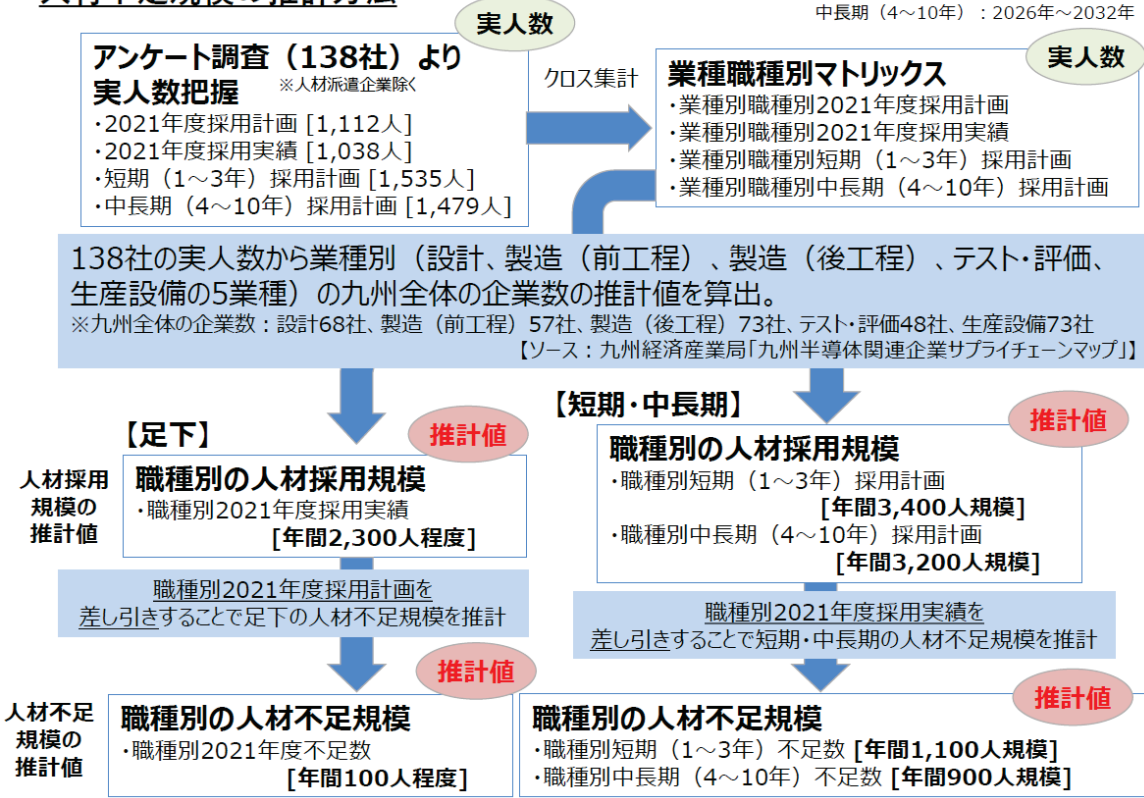 中長期（4～10年）：2026年～2032年
実人数
アンケート調査（138社）より
実人数把握 ※人材派遣企業除く
・2021年度採用計画 [1,112人]
・2021年度採用実績 [1,038人]
・短期（1～3年）採用計画 [1,535人]
・中長期（4～10年）採用計画 [1,479人]
クロス集計
実人数
業種職種別マトリックス
・業種別職種別2021年度採用計画
・業種別職種別2021年度採用実績
・業種別職種別短期（1～3年）採用計画
・業種別職種別中長期（4～10年）採用計画
138社の実人数から業種別（設計、製造（前工程）、製造（後工程）、テスト・評価、
生産設備の5業種）の九州全体の企業数の推計値を算出。
※九州全体の企業数：設計68社、製造（前工程）57社、製造（後工程）73社、テスト・評価48社、生産設備73社
【ソース：九州経済産業局「九州半導体関連企業サプライチェーンマップ」】
【足下】
推計値
人材採用
規模の
推計値
職種別の人材採用規模
・職種別2021年度採用実績
[年間2,300人程度]
【短期・中長期】
推計値
職種別の人材採用規模
・職種別短期（1～3年）採用計画
[年間3,400人規模]
・職種別中長期（4～10年）採用計画
[年間3,200人規模]
職種別2021年度採用計画を
差し引きすることで足下の人材不足規模を推計
職種別2021年度採用実績を
差し引きすることで短期・中長期の人材不足規模を推計
人材不足
規模の
推計値
推計値
職種別の人材不足規模
・職種別2021年度不足数
[年間100人程度]
推計値
職種別の人材不足規模
・職種別短期（1～3年）不足数 [年間1,100人規模]
・職種別中長期（4～10年）不足数 [年間900人規模]